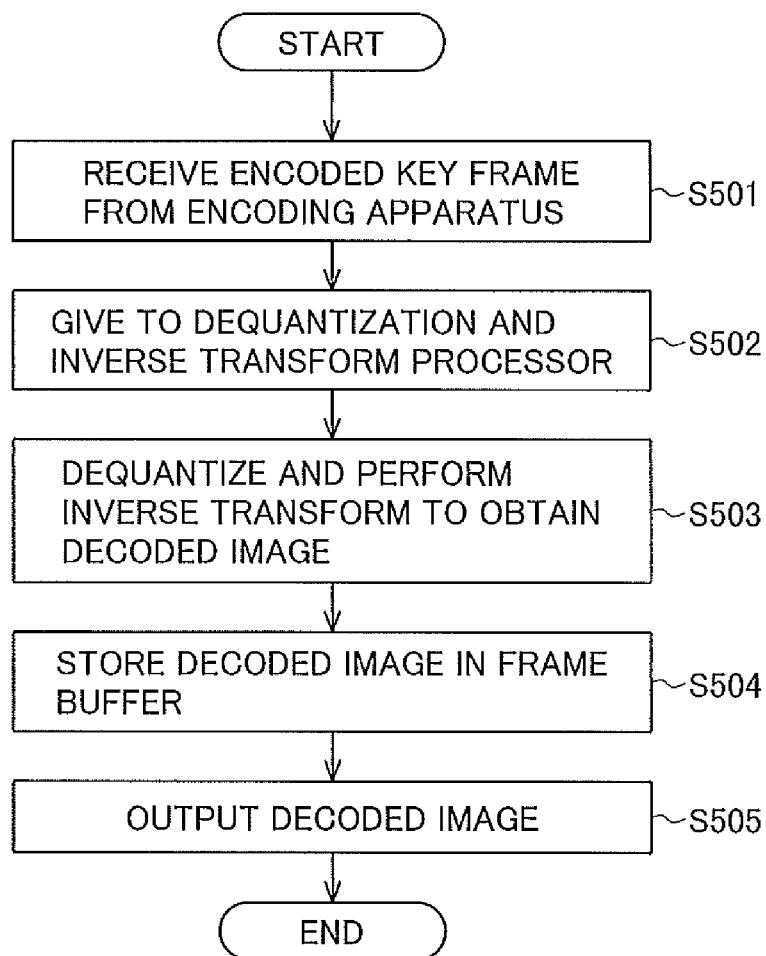 START
RECEIVE ENCODED KEY FRAME
FROM ENCODING APPARATUS
S501
GIVE TO DEQUANTIZATION AND
INVERSE TRANSFORM PROCESSOR
S502
DEQUANTIZE AND PERFORM
INVERSE TRANSFORM TO OBTAIN
DECODED IMAGE
S503
STORE DECODED IMAGE IN FRAME
BUFFER
S504
OUTPUT DECODED IMAGE
S505
END